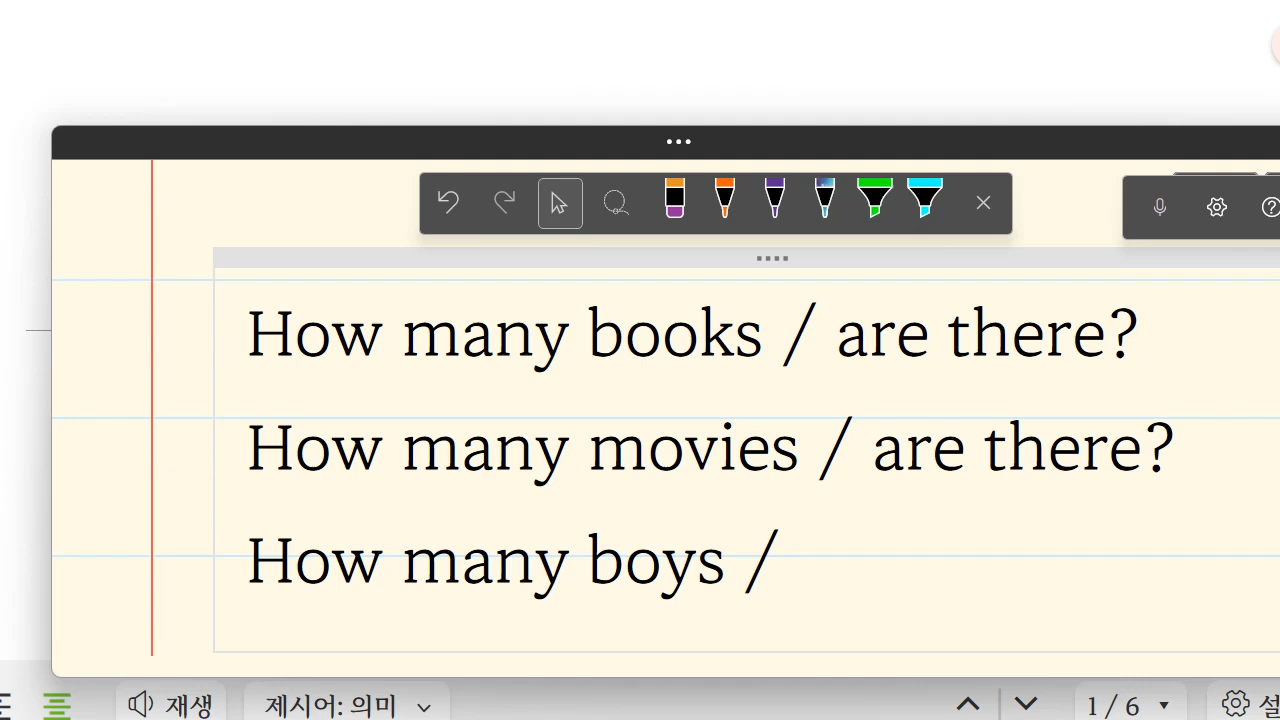 How many books / are there?
How many movies / are there?
How many boys /
재생
제시어: 의미
1 / 6
설